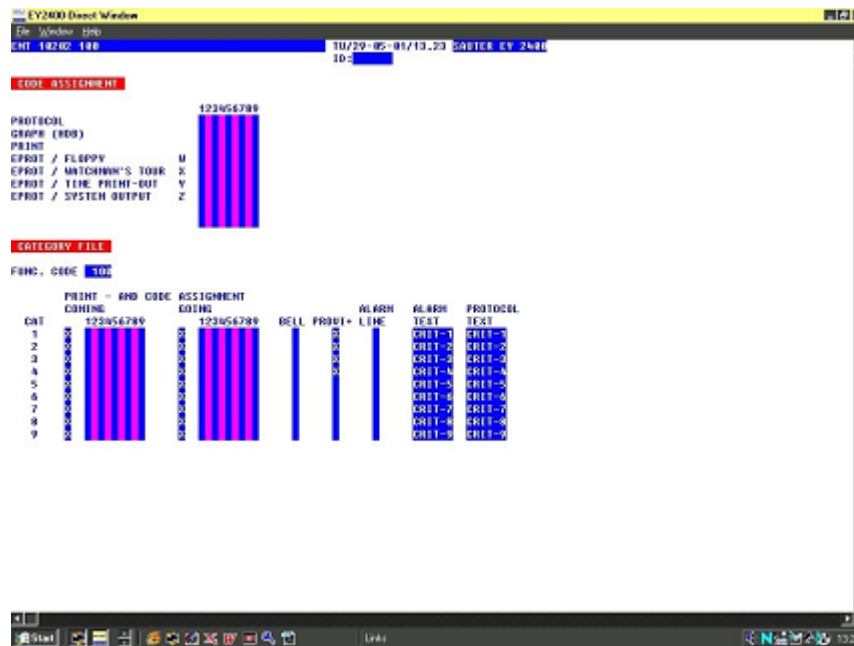 EY2400 Direct Window
File Window Help
CNT 10202 100 TU/29-05-01/13.23 SAUTER EY 2400
ID:
CODE ASSIGNMENT
123456789
PROTOCOL
GRAPH (HDB)
PRINT
EPROT / FLOPPY W
EPROT / WATCHMAN'S TOUR X
EPROT / TIME PRINT-OUT Y
EPROT / SYSTEM OUTPUT Z
CATEGORY FILE
FUNC. CODE 100
PRINT - AND CODE ASSIGNMENT
COMING GOING ALARM ALARM PROTOCOL
CAT 123456789 123456789 BELL PROVI+ LINE TEXT TEXT
1 X X X CRIT-1 CRIT-1
2 X X X CRIT-2 CRIT-2
3 X X X CRIT-3 CRIT-3
4 X X X CRIT-4 CRIT-4
5 X X CRIT-5 CRIT-5
6 X X CRIT-6 CRIT-6
7 X X CRIT-7 CRIT-7
8 X X CRIT-8 CRIT-8
9 X X CRIT-9 CRIT-9
Start Links